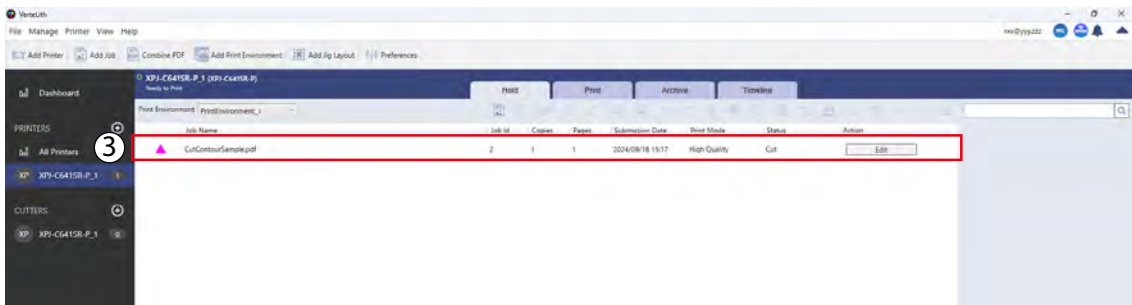 VerteLith
File Manage Printer View Help
Add Printer Add Job Combine PDF Add Print Environment Add Jig Layout Preferences
XPJ-C641SR-P_1 (XPJ-C641SR-P)
Ready to Print
Hold Print Archive Timeline
Dashboard
Print Environment PrintEnvironment_1
PRINTERS
Job Name Job Id Copies Pages Submission Date Print Mode Status Action
3
All Printers
CutContourSample.pdf 2 1 1 2024/09/18 15:17 High Quality Cut Edit
XP XPJ-C641SR-P_1 1
CUTTERS
XP XPJ-C641SR-P_1 0